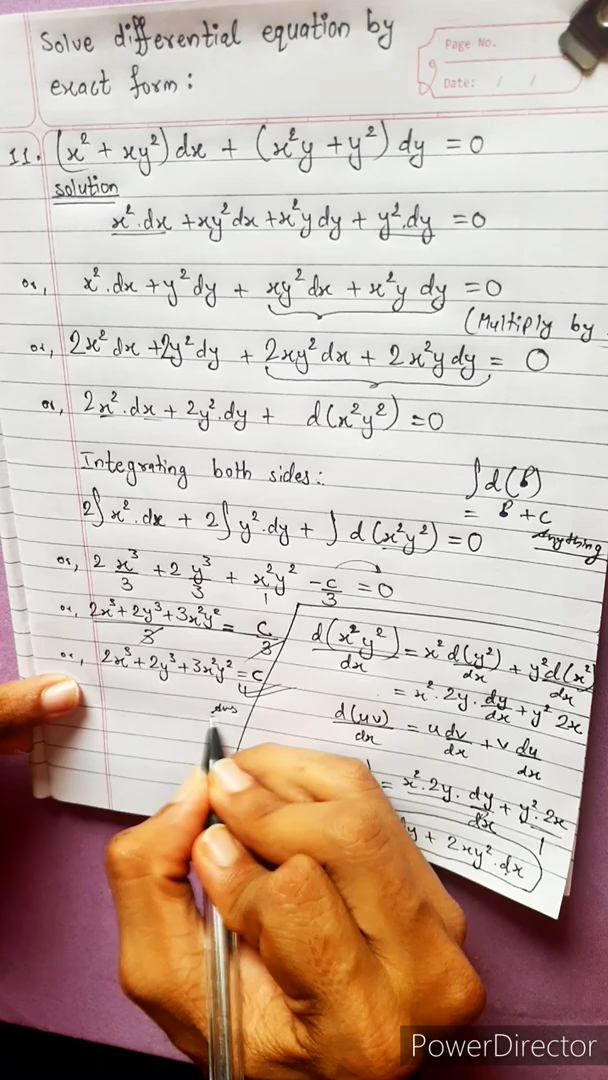 Solve differential equation by
exact form:
Page No.
Date: / /
11. (x² + xy²) dx + (x²y + y²) dy = 0
solution
x².dx + xy²dx + x²y dy + y².dy = 0
or, x².dx + y²dy + xy²dx + x²y dy = 0
(Multiply by
or, 2x²dx + 2y²dy + 2xy²dx + 2x²y dy = 0
or, 2x².dx + 2y².dy + d(x²y²) = 0
Integrating both sides:
∫d(β)
= β + C
Anything
2∫x².dx + 2∫y².dy + ∫d(x²y²) = 0
or, 2 x³/3 + 2 y³/3 + x²y²/1 - c/3 = 0
or, (2x³ + 2y³ + 3x²y²)/3 = c/3
or, 2x³ + 2y³ + 3x²y² = C
ans
d(x²y²)/dx = x² d(y²)/dx + y² d(x²)/dx
= x².2y.dy/dx + y² 2x
d(uv)/dx = u dv/dx + v du/dx
= x².2y.dy/dx + y².2x/1
dy + 2xy².dx
PowerDirector